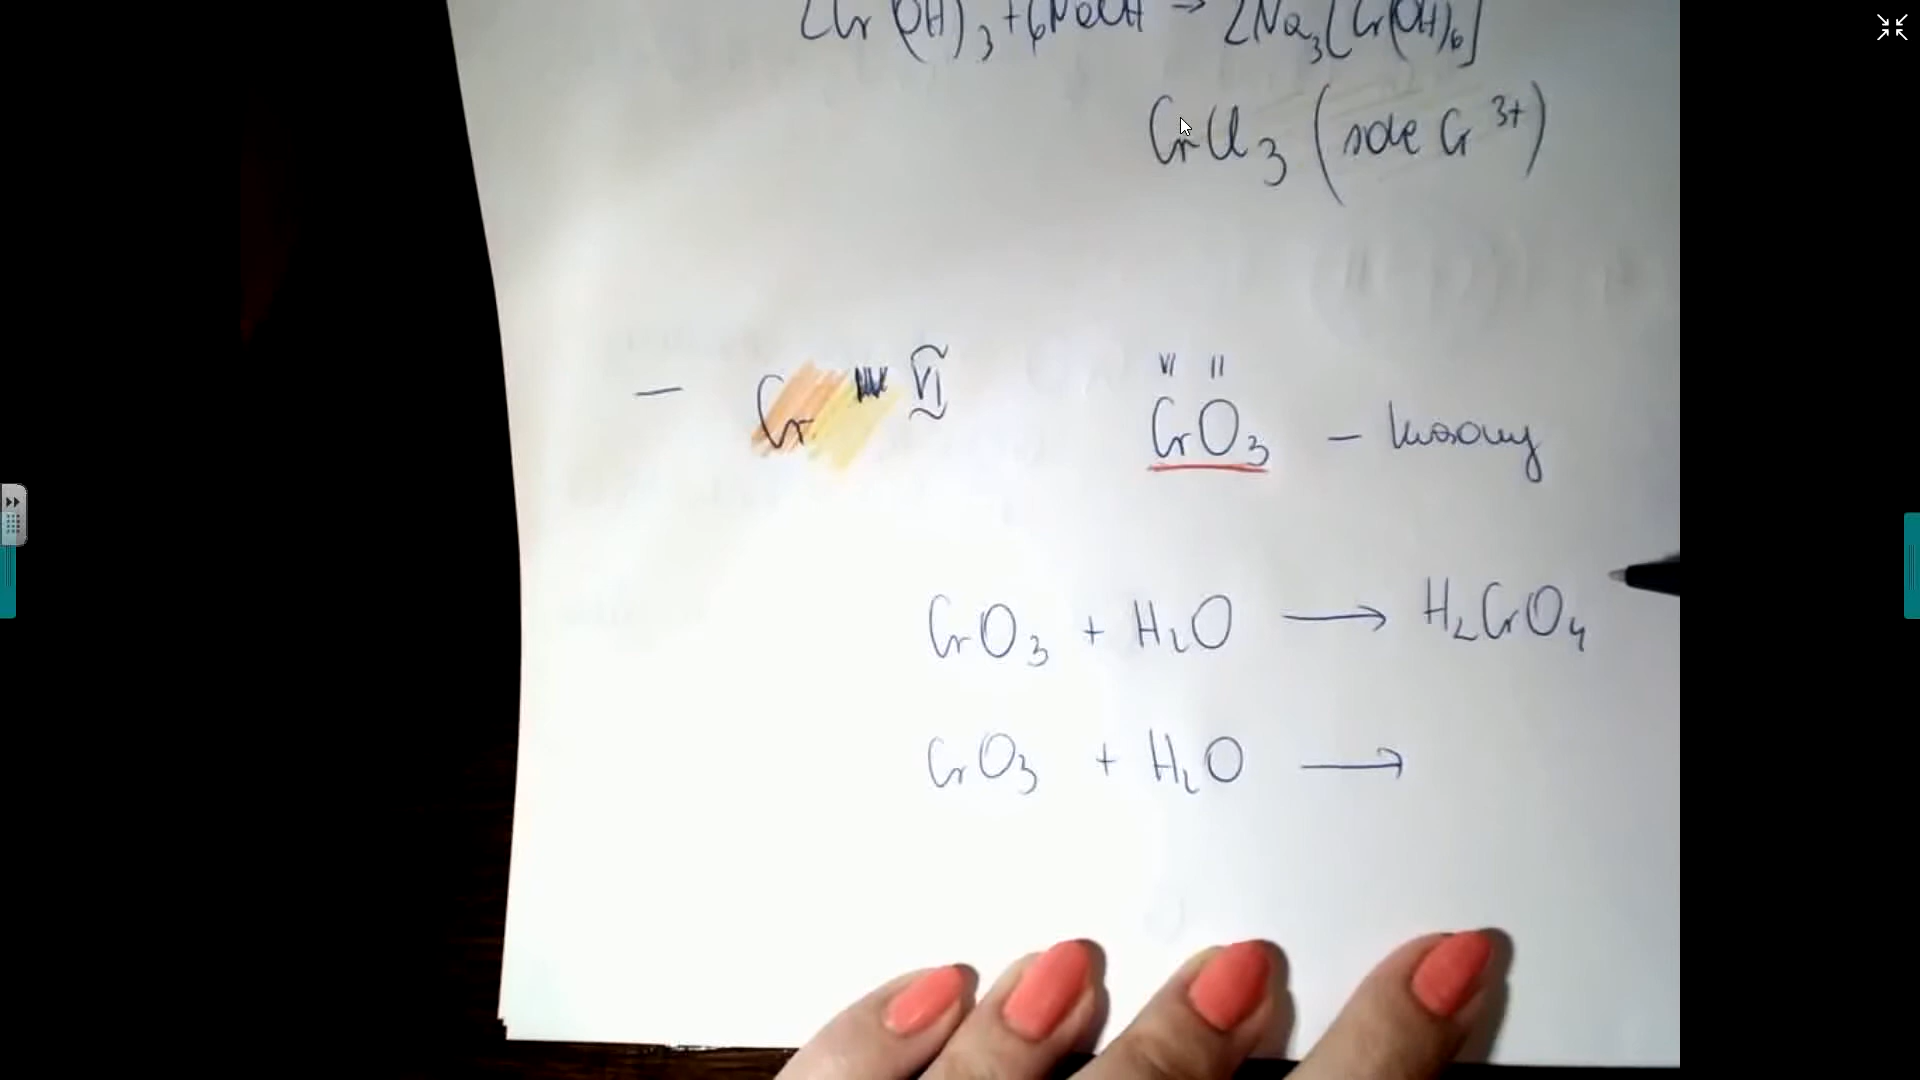 2Cr(OH)₃ + 6NaOH → 2Na₃[Cr(OH)₆]
CrCl₃ (sole Cr³⁺)
— Cr VI
VI II
CrO₃ — kwasowy
CrO₃ + H₂O → H₂CrO₄
CrO₃ + H₂O →